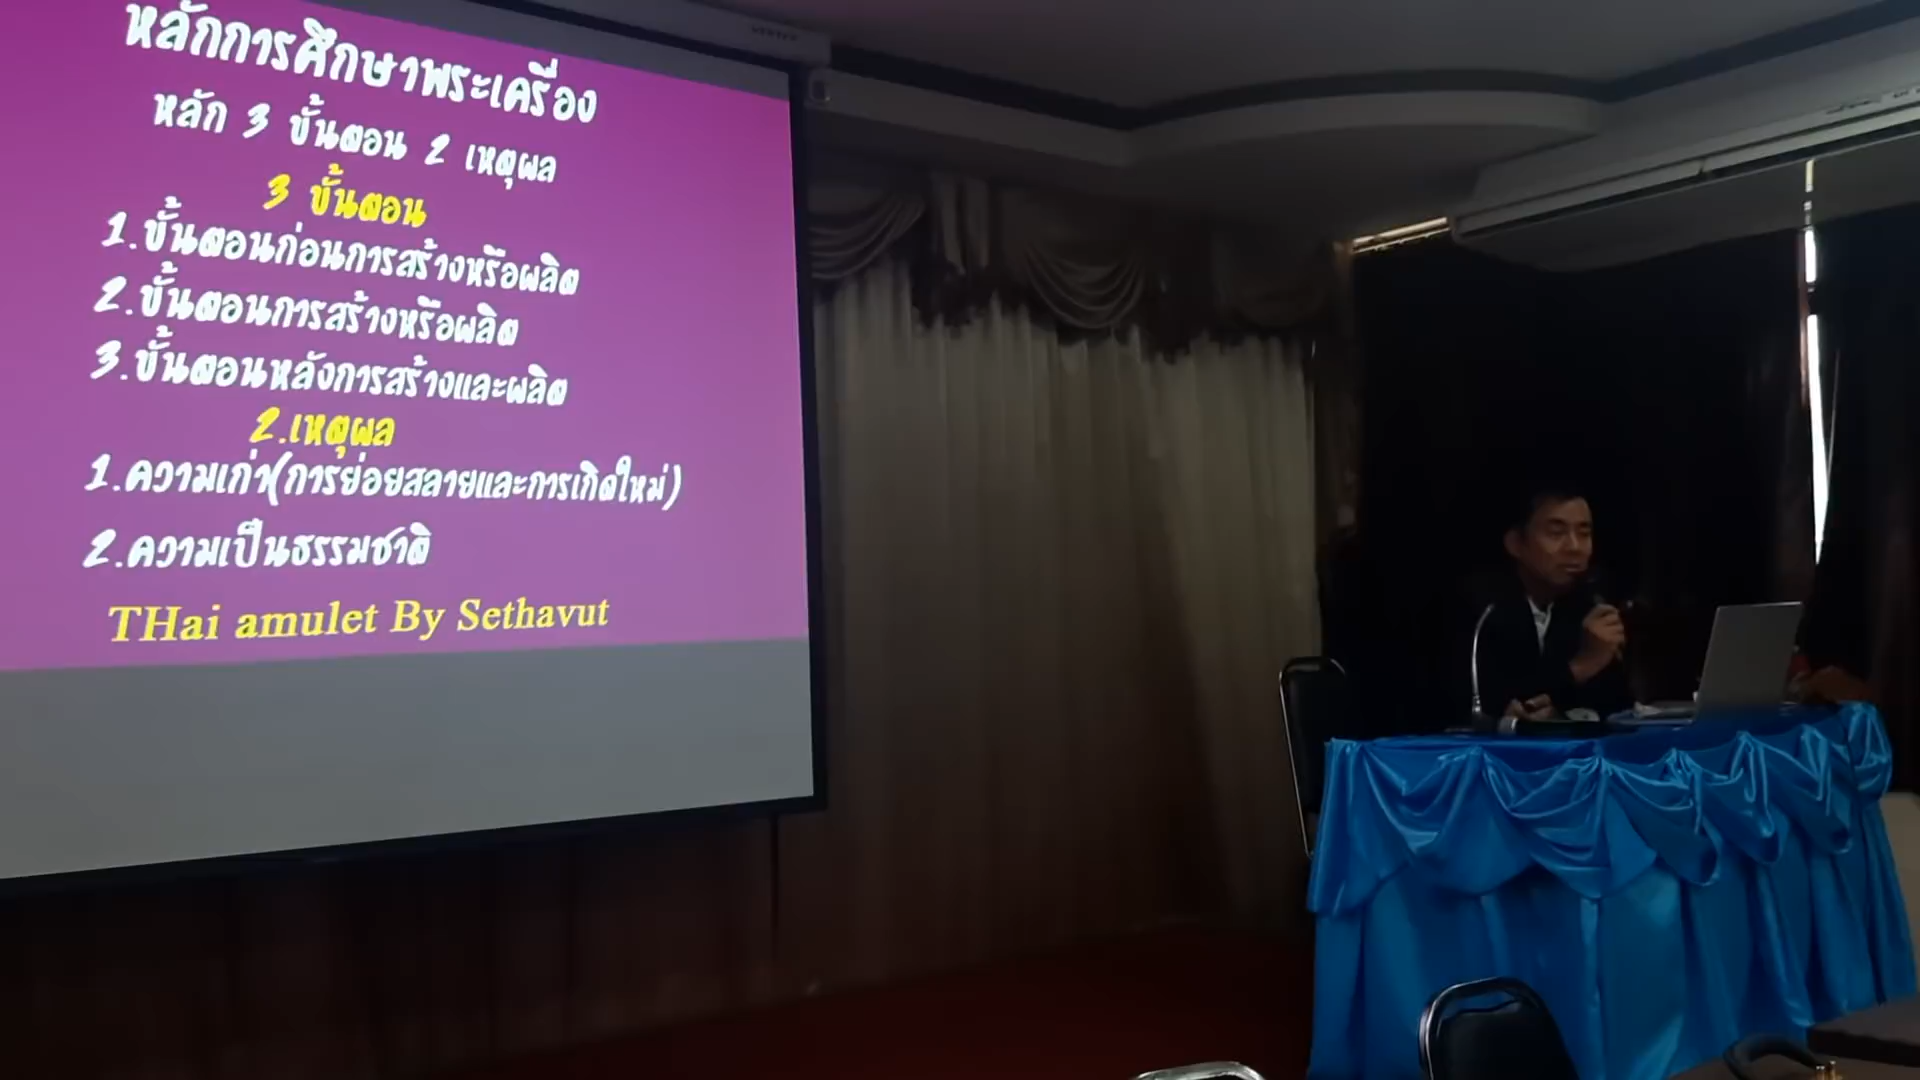 หลักการศึกษาพระเครื่อง
หลัก 3 ขั้นตอน 2 เหตุผล
3 ขั้นตอน
1.ขั้นตอนก่อนการสร้างหรือผลิต
2.ขั้นตอนการสร้างหรือผลิต
3.ขั้นตอนหลังการสร้างและผลิต
2.เหตุผล
1.ความเก่า(การย่อยสลายและการเกิดใหม่)
2.ความเป็นธรรมชาติ
THai amulet By Sethavut